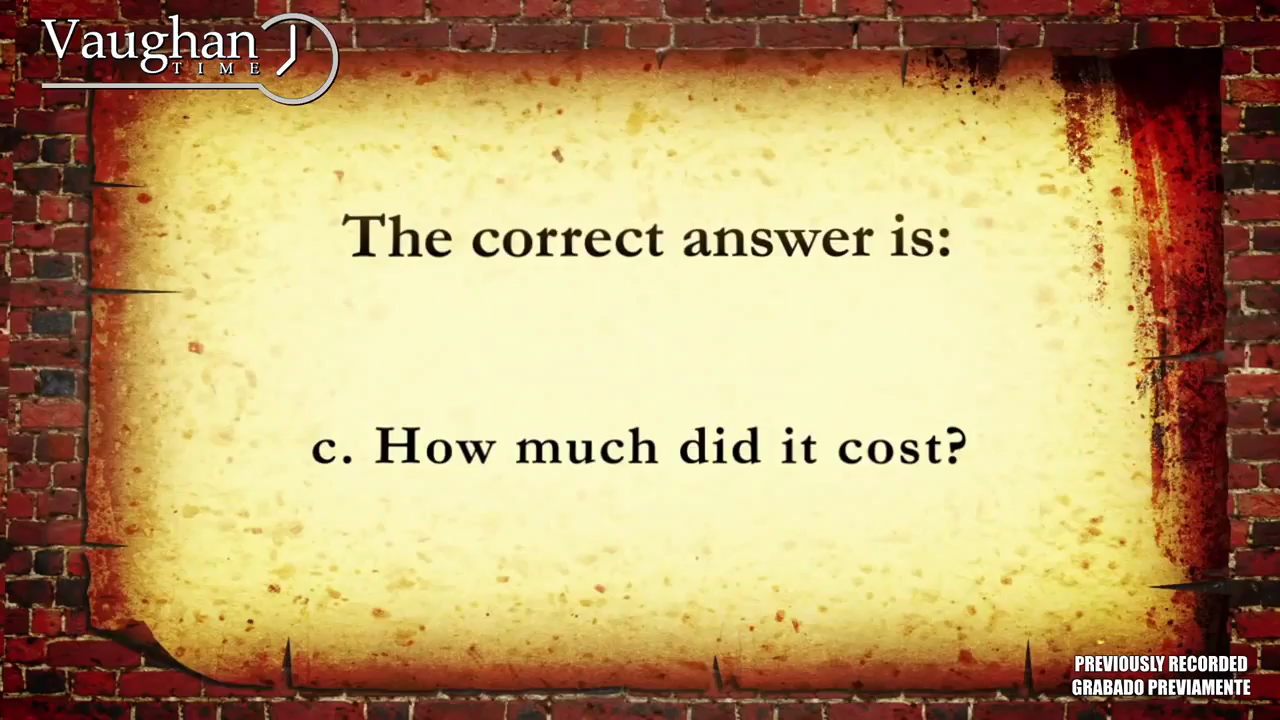 Vaughan
TIME
The correct answer is:
c. How much did it cost?
PREVIOUSLY RECORDED
GRABADO PREVIAMENTE